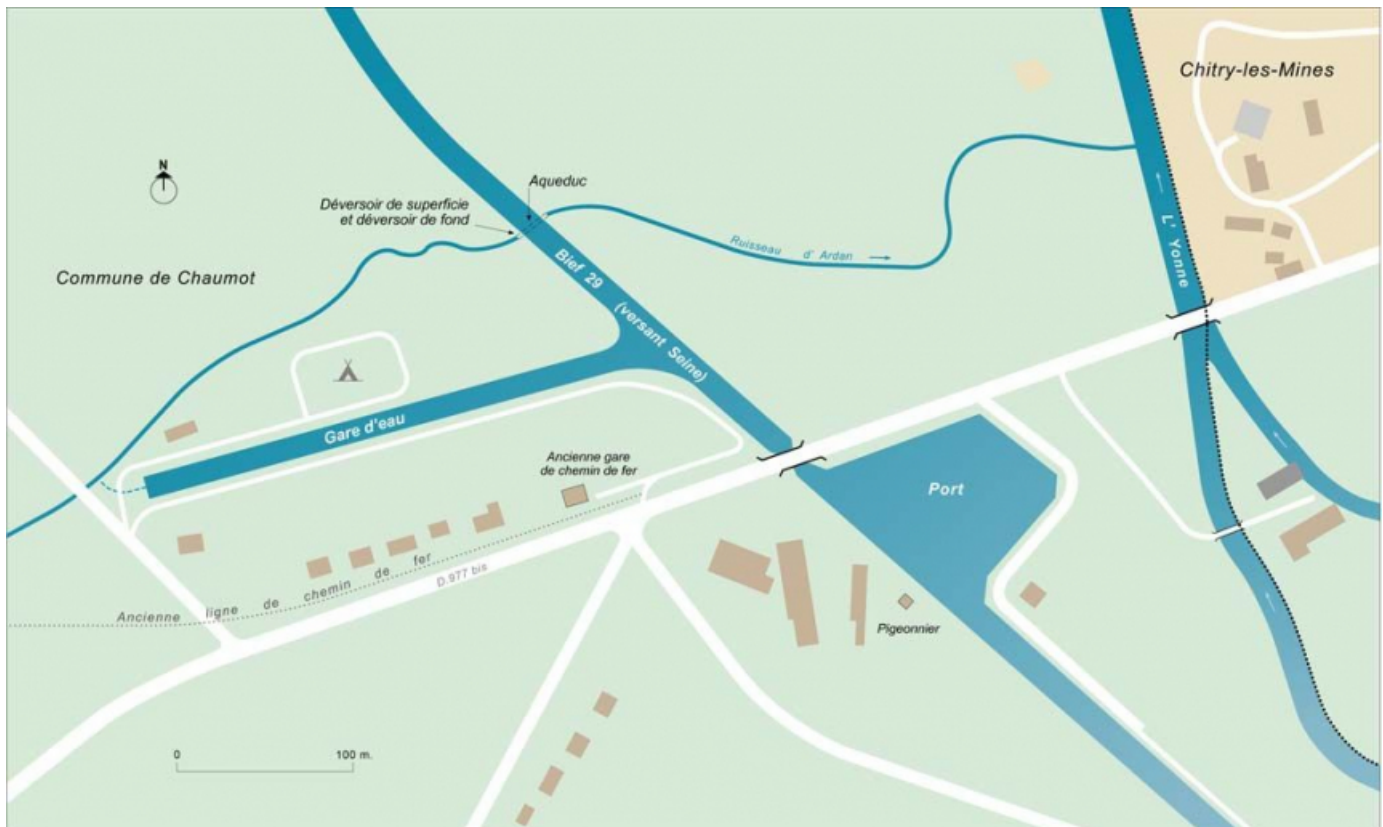 Chitry-les-Mines
N
Aqueduc
Déversoir de superficie
et déversoir de fond
Ruisseau d' Ardan
L' Yonne
Commune de Chaumot
Bief 29 (versant Seine)
Gare d'eau
Ancienne gare
de chemin de fer
Port
D.977 bis
Ancienne ligne de chemin de fer
Pigeonnier
0 100 m.